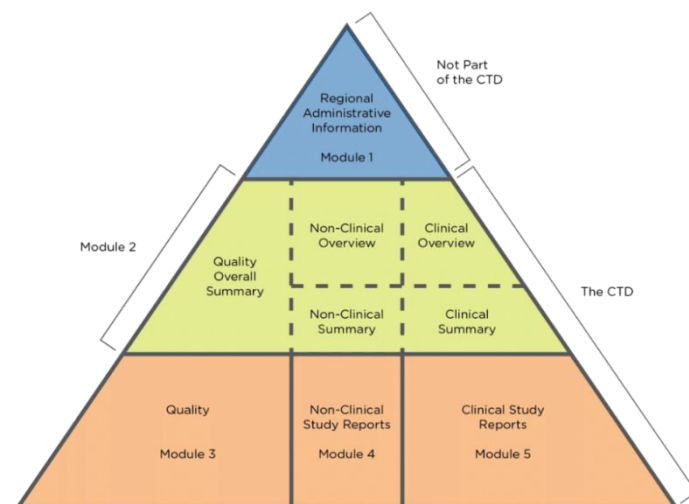 Not Part
of the CTD
Regional
Administrative
Information
Module 1
Module 2
Quality
Overall
Summary
Non-Clinical
Overview
Clinical
Overview
Non-Clinical
Summary
Clinical
Summary
The CTD
Quality
Module 3
Non-Clinical
Study Reports
Module 4
Clinical Study
Reports
Module 5